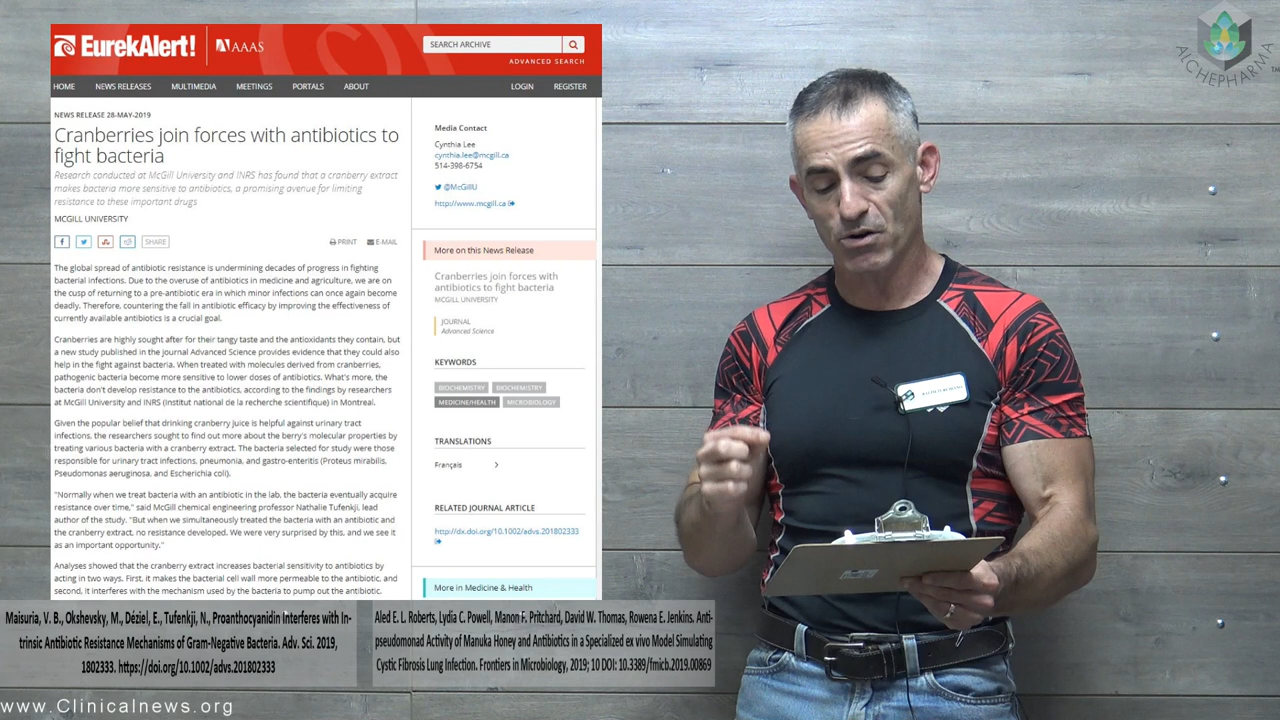 EurekAlert! AAAS
SEARCH ARCHIVE
ADVANCED SEARCH
HOME NEWS RELEASES MULTIMEDIA MEETINGS PORTALS ABOUT LOGIN REGISTER
NEWS RELEASE 28-MAY-2019
Cranberries join forces with antibiotics to
fight bacteria
Research conducted at McGill University and INRS has found that a cranberry extract
makes bacteria more sensitive to antibiotics, a promising avenue for limiting
resistance to these important drugs
MCGILL UNIVERSITY
SHARE PRINT E-MAIL
The global spread of antibiotic resistance is undermining decades of progress in fighting
bacterial infections. Due to the overuse of antibiotics in medicine and agriculture, we are on
the cusp of returning to a pre-antibiotic era in which minor infections can once again become
deadly. Therefore, countering the fall in antibiotic efficacy by improving the effectiveness of
currently available antibiotics is a crucial goal.
Cranberries are highly sought after for their tangy taste and the antioxidants they contain, but
a new study published in the journal Advanced Science provides evidence that they could also
help in the fight against bacteria. When treated with molecules derived from cranberries,
pathogenic bacteria become more sensitive to lower doses of antibiotics. What's more, the
bacteria don't develop resistance to the antibiotics, according to the findings by researchers
at McGill University and INRS (Institut national de la recherche scientifique) in Montreal.
Given the popular belief that drinking cranberry juice is helpful against urinary tract
infections, the researchers sought to find out more about the berry's molecular properties by
treating various bacteria with a cranberry extract. The bacteria selected for study were those
responsible for urinary tract infections, pneumonia, and gastro-enteritis (Proteus mirabilis,
Pseudomonas aeruginosa, and Escherichia coli).
"Normally when we treat bacteria with an antibiotic in the lab, the bacteria eventually acquire
resistance over time," said McGill chemical engineering professor Nathalie Tufenkji, lead
author of the study. "But when we simultaneously treated the bacteria with an antibiotic and
the cranberry extract, no resistance developed. We were very surprised by this, and we see it
as an important opportunity."
Analyses showed that the cranberry extract increases bacterial sensitivity to antibiotics by
acting in two ways. First, it makes the bacterial cell wall more permeable to the antibiotic, and
second, it interferes with the mechanism used by the bacteria to pump out the antibiotic.
Media Contact
Cynthia Lee
cynthia.lee@mcgill.ca
514-398-6754
@McGillU
http://www.mcgill.ca
More on this News Release
Cranberries join forces with
antibiotics to fight bacteria
MCGILL UNIVERSITY
JOURNAL
Advanced Science
KEYWORDS
BIOCHEMISTRY BIOCHEMISTRY
MEDICINE/HEALTH MICROBIOLOGY
TRANSLATIONS
Français
RELATED JOURNAL ARTICLE
http://dx.doi.org/10.1002/advs.201802333
More in Medicine & Health
Maisuria, V. B., Okshevsky, M., Déziel, E., Tufenkji, N., Proanthocyanidin Interferes with In-
trinsic Antibiotic Resistance Mechanisms of Gram-Negative Bacteria. Adv. Sci. 2019,
1802333. https://doi.org/10.1002/advs.201802333
Aled E. L. Roberts, Lydia C. Powell, Manon F. Pritchard, David W. Thomas, Rowena E. Jenkins. Anti-
pseudomonad Activity of Manuka Honey and Antibiotics in a Specialized ex vivo Model Simulating
Cystic Fibrosis Lung Infection. Frontiers in Microbiology, 2019; 10 DOI: 10.3389/fmicb.2019.00869
www.Clinicalnews.org
AlCHEPHARMA TM